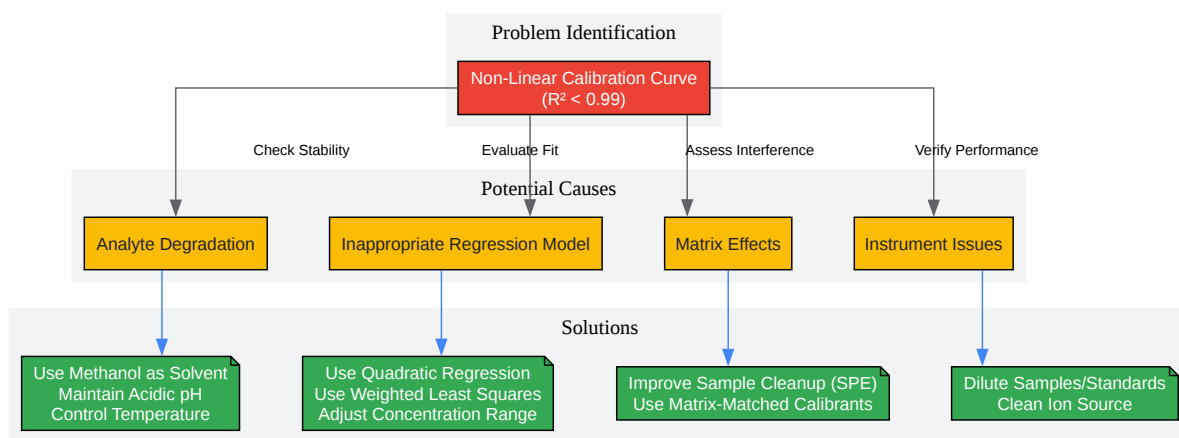 Problem Identification
Non-Linear Calibration Curve
(R² < 0.99)
Check Stability
Evaluate Fit
Assess Interference
Verify Performance
Potential Causes
Analyte Degradation
Inappropriate Regression Model
Matrix Effects
Instrument Issues
Solutions
Use Methanol as Solvent
Maintain Acidic pH
Control Temperature
Use Quadratic Regression
Use Weighted Least Squares
Adjust Concentration Range
Improve Sample Cleanup (SPE)
Use Matrix-Matched Calibrants
Dilute Samples/Standards
Clean Ion Source